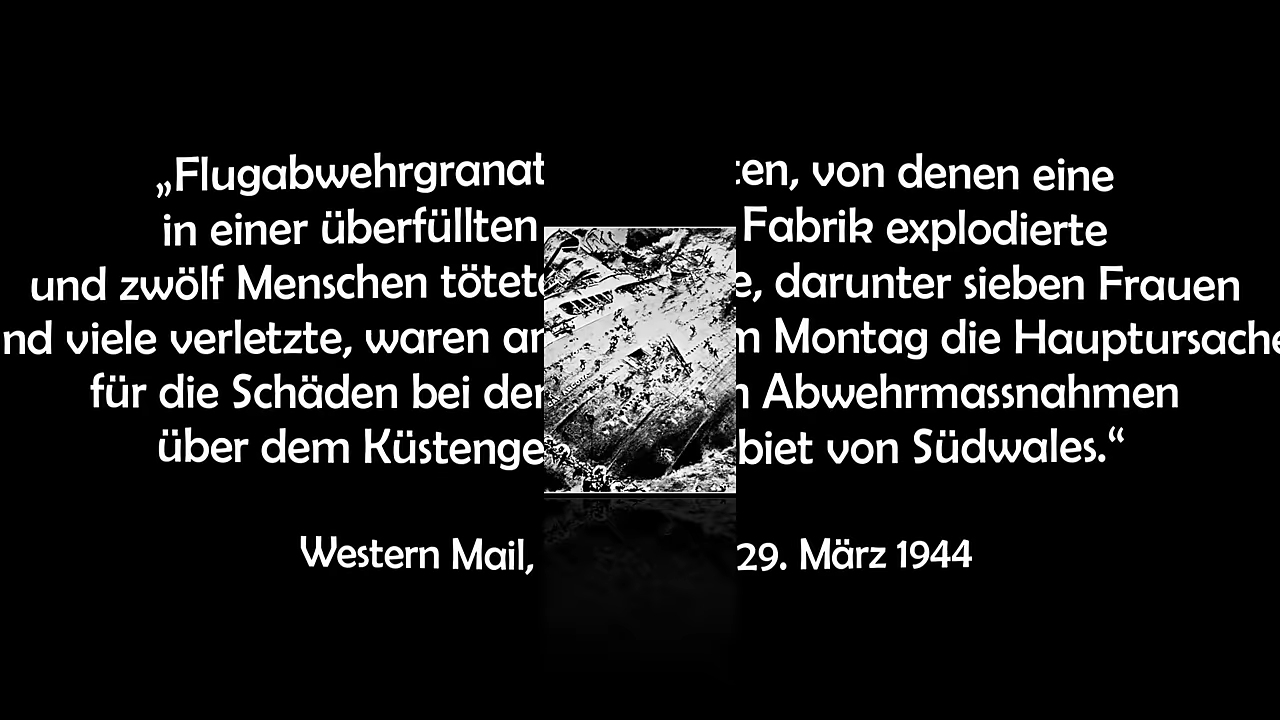 „Flugabwehrgranat ten, von denen eine
in einer überfüllten Fabrik explodierte
und zwölf Menschen töte e, darunter sieben Frauen
nd viele verletzte, waren am Montag die Hauptursache
für die Schäden bei den Abwehrmassnahmen
über dem Küstenge biet von Südwales.“
Western Mail, 29. März 1944